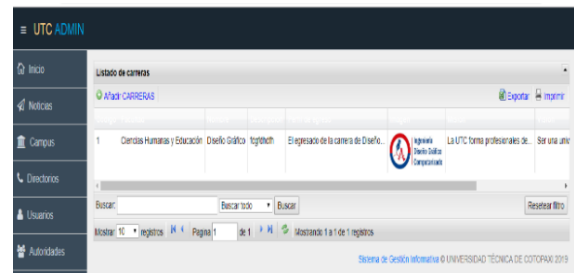 ≡ UTC ADMIN
Inicio
Noticias
Campus
Directorios
Usuarios
Autoridades
Listado de carreras
Añadir CARRERAS
Exportar Imprimir
1 Ciencias Humanas y Educación Diseño Gráfico fcgfdhcfh El egresado de la carrera de Diseño... La UTC forma profesionales de... Ser una univ
Ingeniería
Diseño Gráfico
Computarizado
Buscar: Buscar todo Buscar Resetear filtro
Mostrar 10 registros Pagina 1 de 1 Mostrando 1 a 1 de 1 registros
Sistema de Gestión Informativa © UNIVERSIDAD TÉCNICA DE COTOPAXI 2019